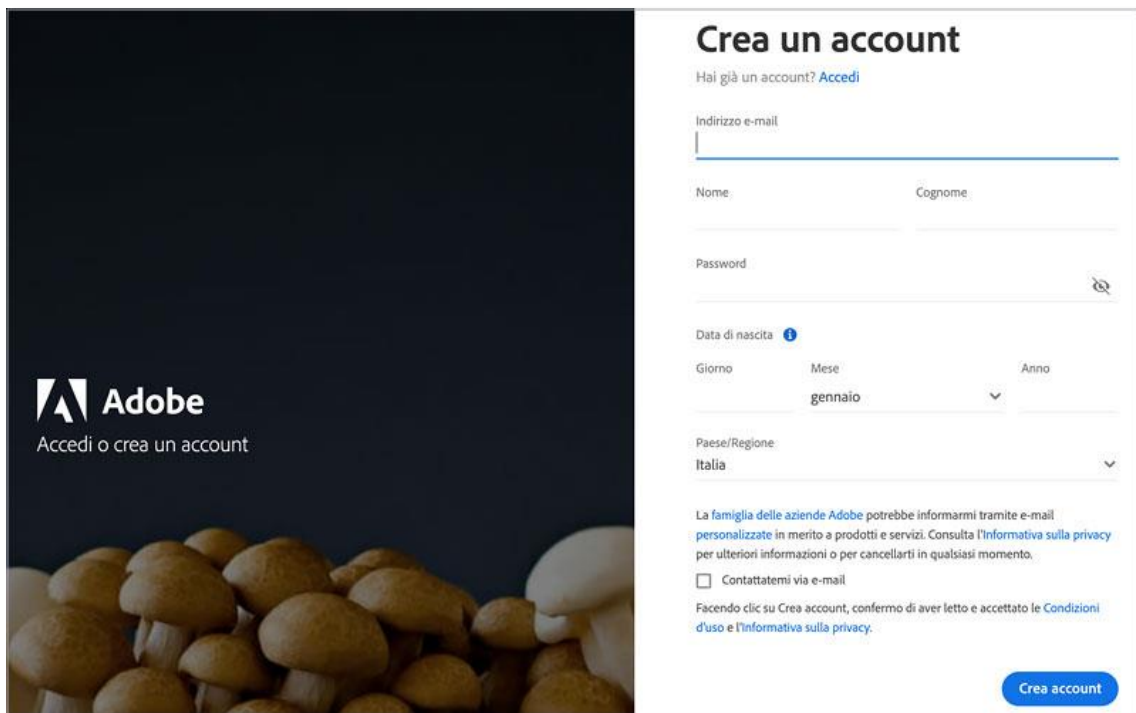 Adobe
Accedi o crea un account
Crea un account
Hai già un account? Accedi
Indirizzo e-mail
Nome
Cognome
Password
Data di nascita
Giorno
Mese
Anno
gennaio
Paese/Regione
Italia
La famiglia delle aziende Adobe potrebbe informarmi tramite e-mail
personalizzate in merito a prodotti e servizi. Consulta l'Informativa sulla privacy
per ulteriori informazioni o per cancellarti in qualsiasi momento.
Contattatemi via e-mail
Facendo clic su Crea account, confermo di aver letto e accettato le Condizioni
d'uso e l'Informativa sulla privacy.
Crea account